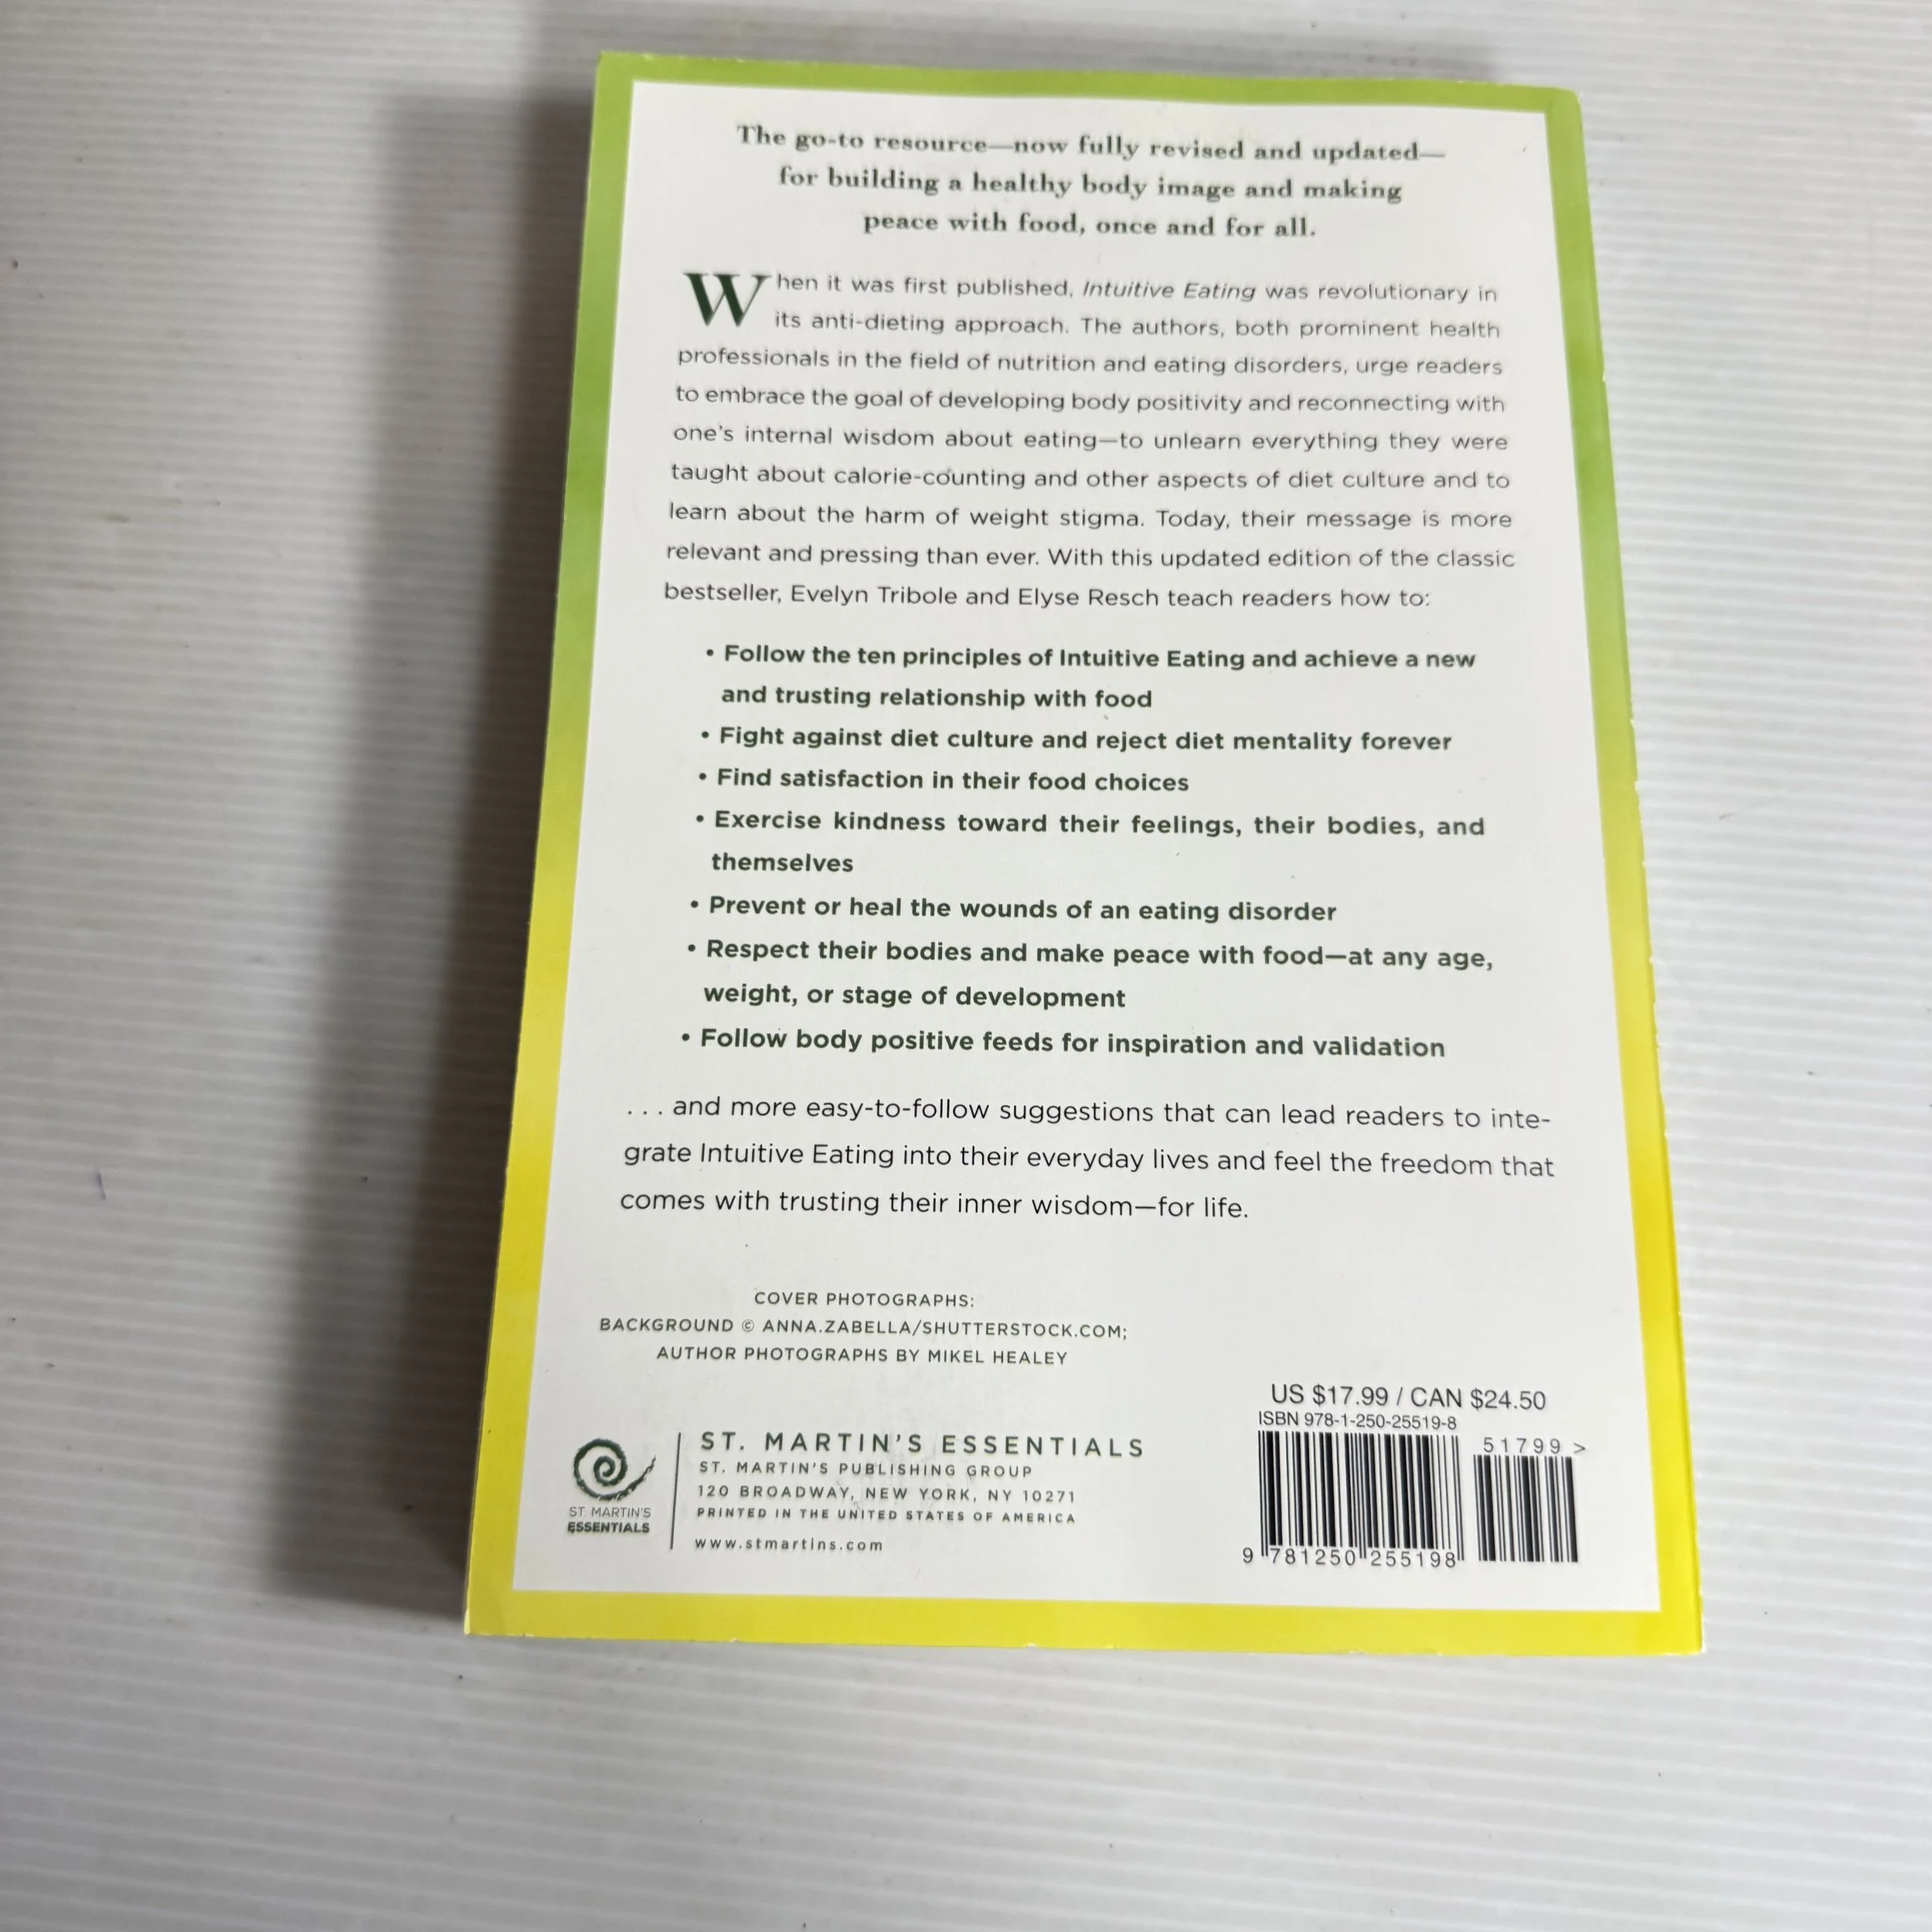 The go-to resource—now fully revised and updated—
for building a healthy body image and making
peace with food, once and for all.
When it was first published, Intuitive Eating was revolutionary in
its anti-dieting approach. The authors, both prominent health
professionals in the field of nutrition and eating disorders, urge readers
to embrace the goal of developing body positivity and reconnecting with
one's internal wisdom about eating—to unlearn everything they were
taught about calorie-counting and other aspects of diet culture and to
learn about the harm of weight stigma. Today, their message is more
relevant and pressing than ever. With this updated edition of the classic
bestseller, Evelyn Tribole and Elyse Resch teach readers how to:
• Follow the ten principles of Intuitive Eating and achieve a new
and trusting relationship with food
• Fight against diet culture and reject diet mentality forever
• Find satisfaction in their food choices
• Exercise kindness toward their feelings, their bodies, and
themselves
• Prevent or heal the wounds of an eating disorder
• Respect their bodies and make peace with food—at any age,
weight, or stage of development
• Follow body positive feeds for inspiration and validation
. . . and more easy-to-follow suggestions that can lead readers to inte-
grate Intuitive Eating into their everyday lives and feel the freedom that
comes with trusting their inner wisdom—for life.
COVER PHOTOGRAPHS:
BACKGROUND © ANNA.ZABELLA/SHUTTERSTOCK.COM;
AUTHOR PHOTOGRAPHS BY MIKEL HEALEY
ST. MARTIN'S
ESSENTIALS
ST. MARTIN'S ESSENTIALS
ST. MARTIN'S PUBLISHING GROUP
120 BROADWAY, NEW YORK, NY 10271
PRINTED IN THE UNITED STATES OF AMERICA
www.stmartins.com
US $17.99 / CAN $24.50
ISBN 978-1-250-25519-8
51799 >
9 781250 255198